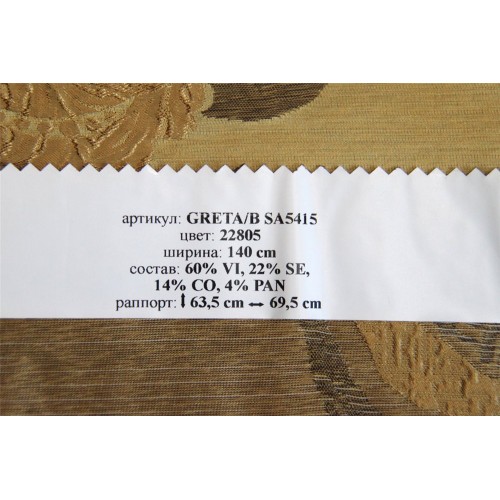 артикул: GRETA/B SA5415
цвет: 22805
ширина: 140 cm
состав: 60% VI, 22% SE,
14% CO, 4% PAN
раппорт: ↕ 63,5 cm ↔ 69,5 cm